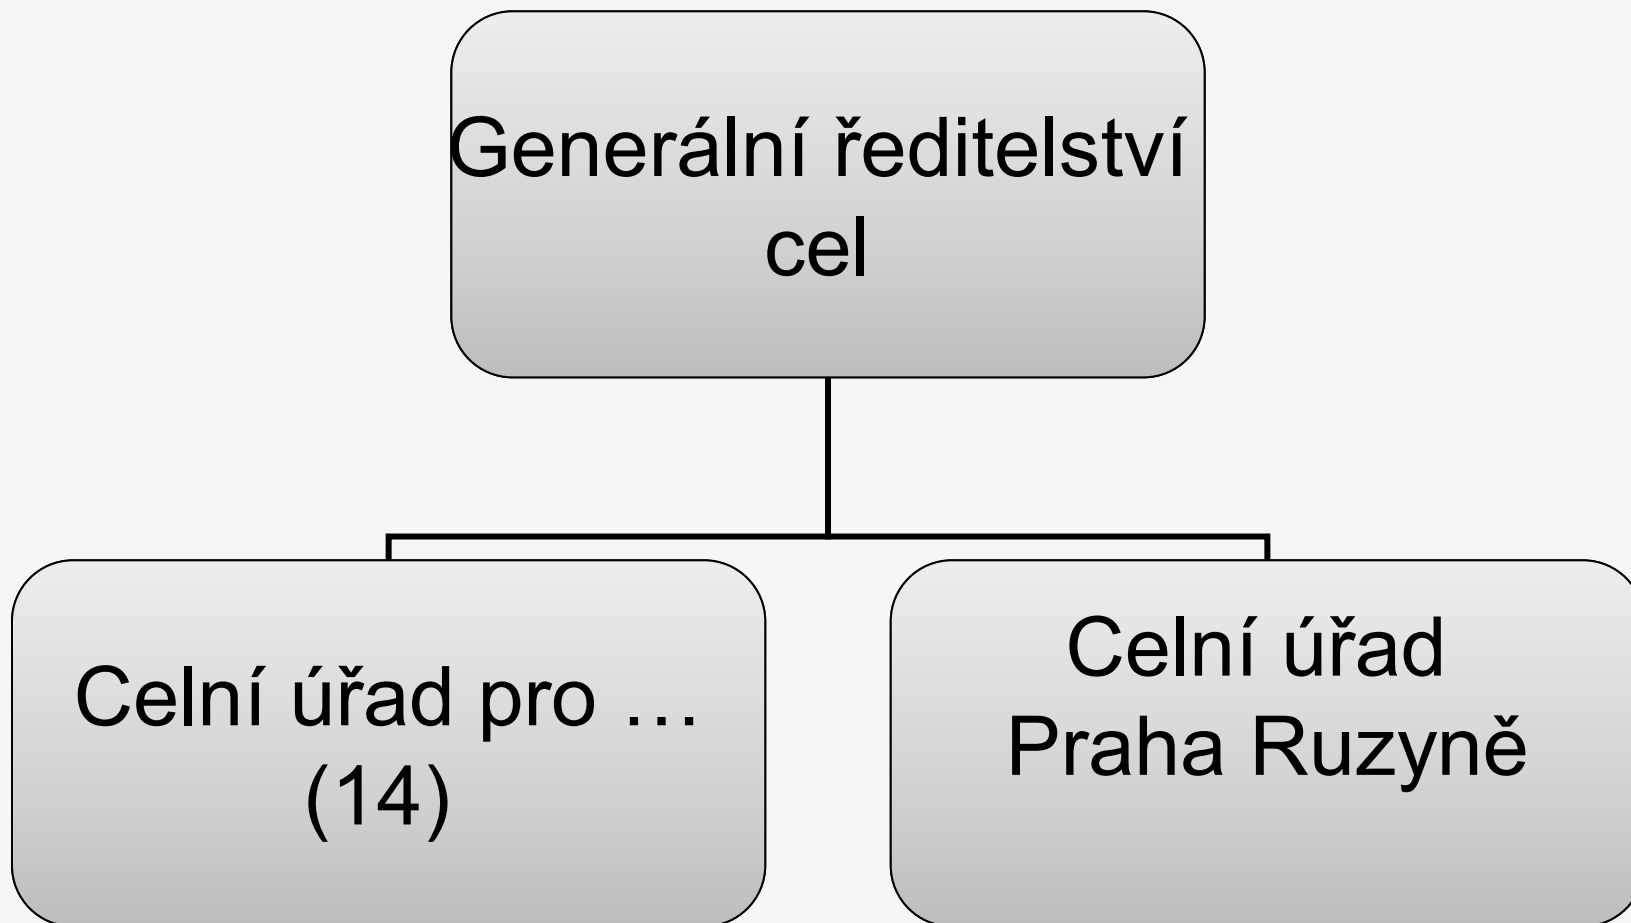 Generální ředitelství
cel
Celní úřad pro …
(14)
Celní úřad
Praha Ruzyně